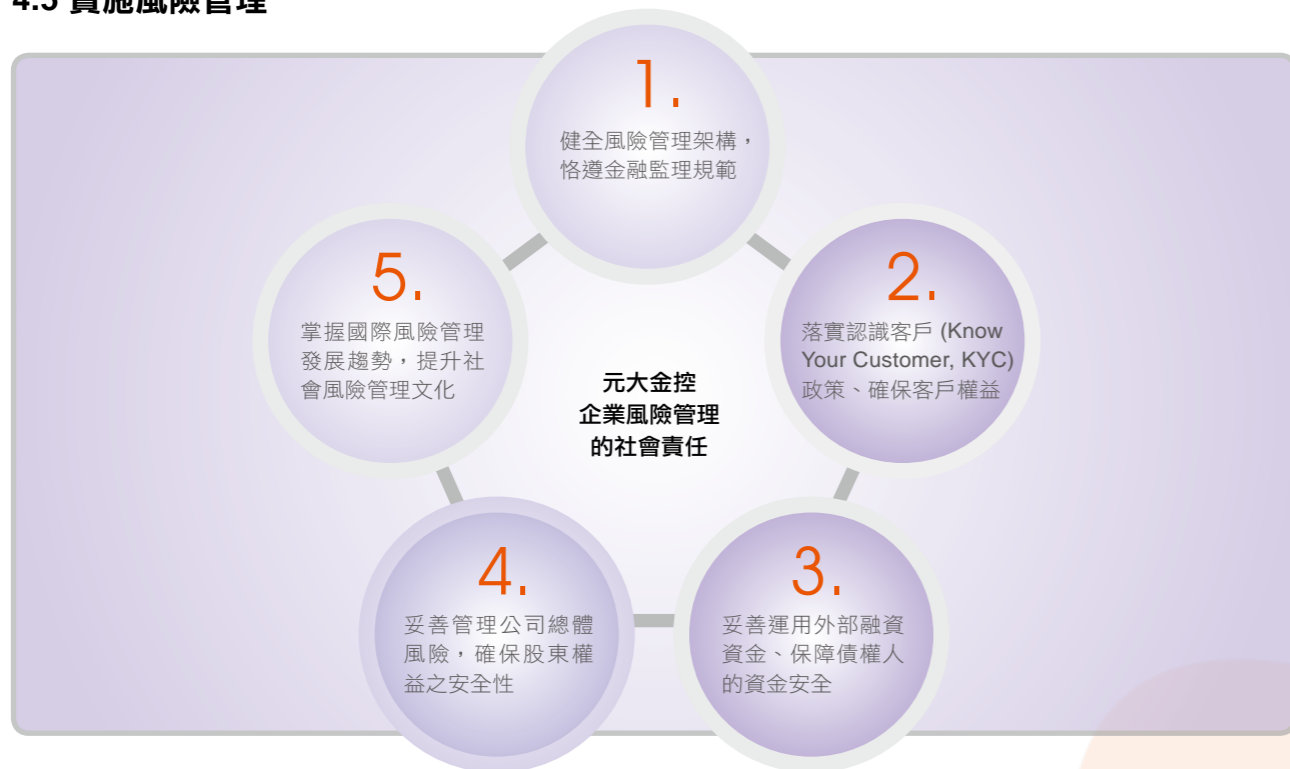 4.5 實施風險管理
1.
健全風險管理架構，
恪遵金融監理規範
2.
落實認識客戶 (Know
Your Customer, KYC)
政策、確保客戶權益
3.
妥善運用外部融資
資金、保障債權人
的資金安全
4.
妥善管理公司總體
風險，確保股東權
益之安全性
5.
掌握國際風險管理
發展趨勢，提升社
會風險管理文化
元大金控
企業風險管理
的社會責任